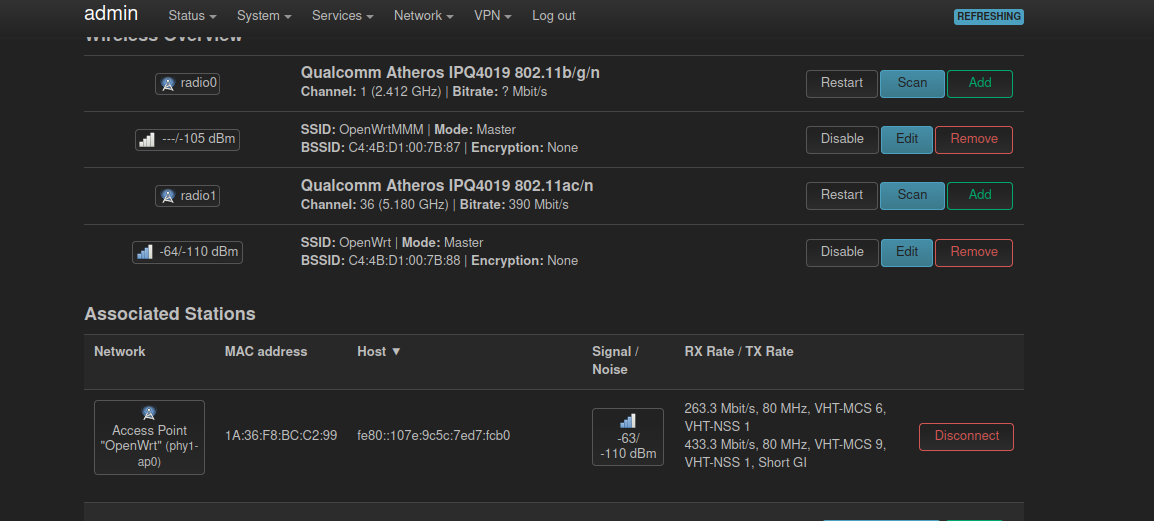 admin Status System Services Network VPN Log out REFRESHING
Wireless Overview
radio0 Qualcomm Atheros IPQ4019 802.11b/g/n Restart Scan Add
Channel: 1 (2.412 GHz) | Bitrate: ? Mbit/s
---/-105 dBm SSID: OpenWrtMMM | Mode: Master Disable Edit Remove
BSSID: C4:4B:D1:00:7B:87 | Encryption: None
radio1 Qualcomm Atheros IPQ4019 802.11ac/n Restart Scan Add
Channel: 36 (5.180 GHz) | Bitrate: 390 Mbit/s
-64/-110 dBm SSID: OpenWrt | Mode: Master Disable Edit Remove
BSSID: C4:4B:D1:00:7B:88 | Encryption: None
Associated Stations
Network MAC address Host ▼ Signal / Noise RX Rate / TX Rate
Access Point
"OpenWrt" (phy1-
ap0)
1A:36:F8:BC:C2:99
fe80::107e:9c5c:7ed7:fcb0
-63/
-110 dBm
263.3 Mbit/s, 80 MHz, VHT-MCS 6,
VHT-NSS 1
433.3 Mbit/s, 80 MHz, VHT-MCS 9,
VHT-NSS 1, Short GI
Disconnect